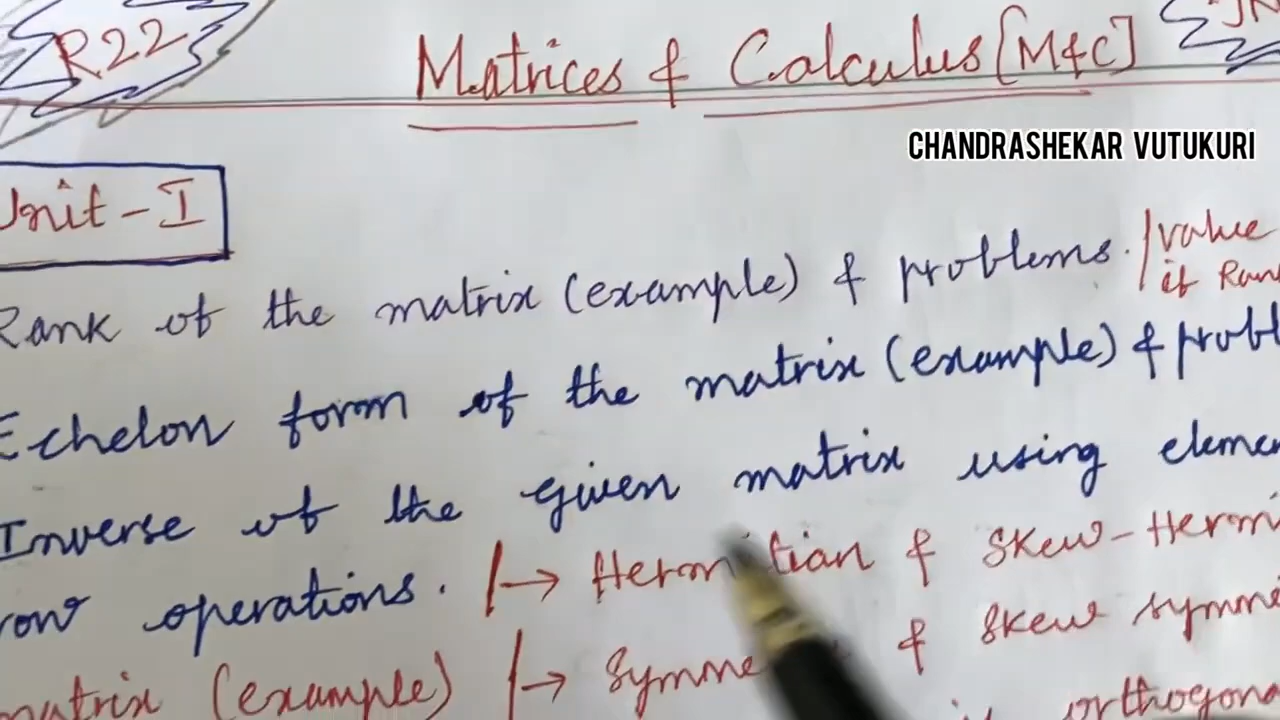 R22
Matrices & Calculus [M&C]
CHANDRASHEKAR VUTUKURI
Unit - I
Rank of the matrix (example) & problems. / value
if Rank
Echelon form of the matrix (example) & probl
Inverse of the given matrix using elemen
row operations. → Hermitian & Skew-Hermi
matrix (example) → Symme & Skew symme
orthogona